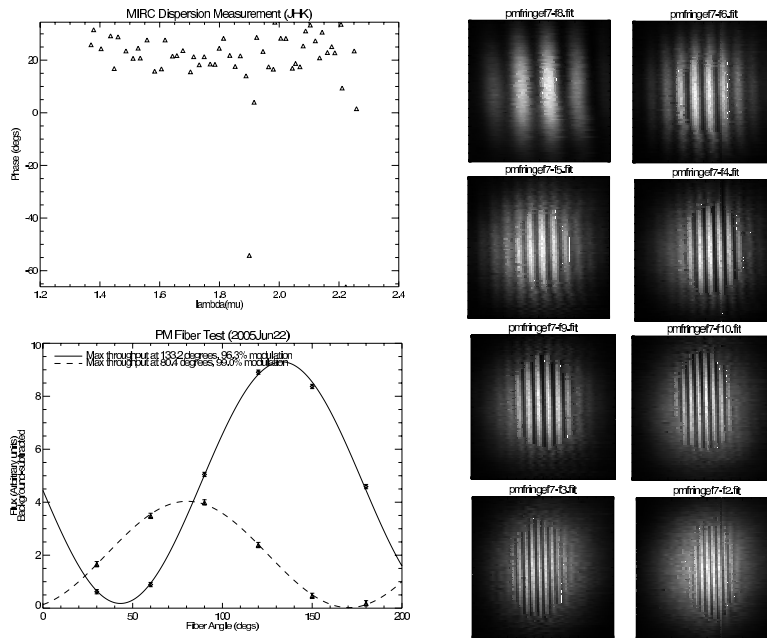 MIRC Dispersion Measurement (JHK)
Phase (degs)
20
0
-20
-40
-60
1.2 1.4 1.6 1.8 2.0 2.2 2.4
lambda(mu)
PM Fiber Test (2005Jun22)
Max throughput at 133.2 degrees, 96.3% modulation
Max throughput at 80.4 degrees, 99.0% modulation
Flux (Arbitrary units)
Background-subtracted
10
8
6
4
2
0
0 50 100 150 200
Fiber Angle (degs)
pmfringef7-f8.fit
pmfringef7-f6.fit
pmfringef7-f5.fit
pmfringef7-f4.fit
pmfringef7-f9.fit
pmfringef7-f10.fit
pmfringef7-f3.fit
pmfringef7-f2.fit